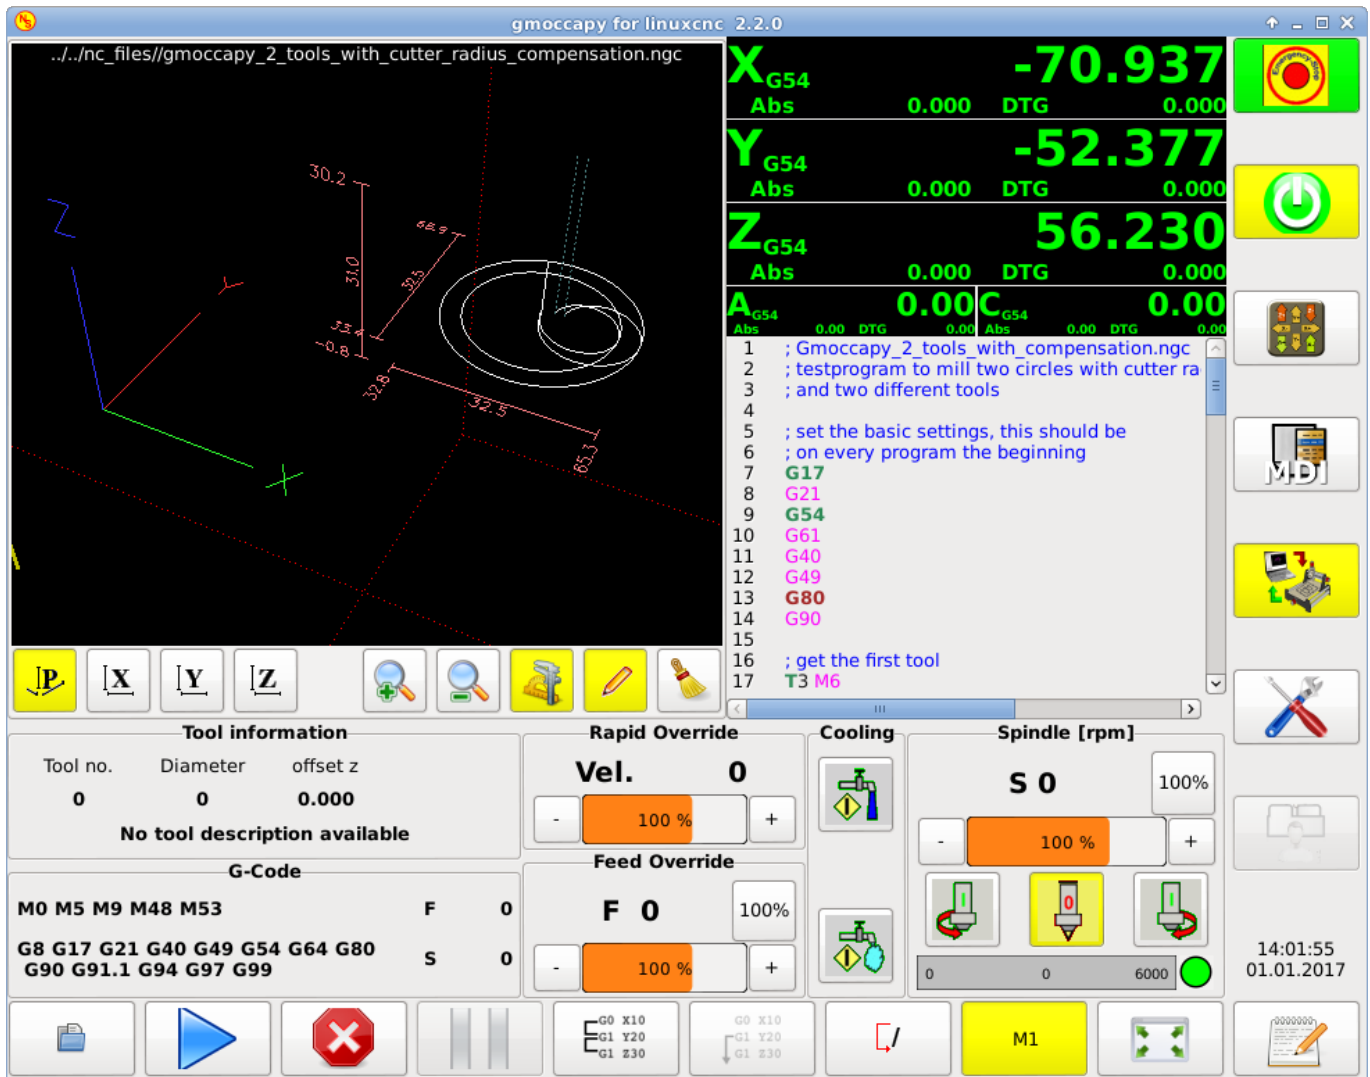 gmoccapy for linuxcnc 2.2.0
../../nc_files//gmoccapy_2_tools_with_cutter_radius_compensation.ngc
30.2
31.0
-0.8
68.9
33.4
32.8
32.5
65.3
Z
Y
X
X G54 -70.937
Abs 0.000 DTG 0.000
Y G54 -52.377
Abs 0.000 DTG 0.000
Z G54 56.230
Abs 0.000 DTG 0.000
A G54 0.00 C G54 0.00
Abs 0.00 DTG 0.00 Abs 0.00 DTG 0.00
1 ; Gmoccapy_2_tools_with_compensation.ngc
2 ; testprogram to mill two circles with cutter ra
3 ; and two different tools
4
5 ; set the basic settings, this should be
6 ; on every program the beginning
7 G17
8 G21
9 G54
10 G61
11 G40
12 G49
13 G80
14 G90
15
16 ; get the first tool
17 T3 M6
P X Y Z
Emergency-Stop
MDI
Tool information
Tool no. Diameter offset z
0 0 0.000
No tool description available
G-Code
M0 M5 M9 M48 M53 F 0
G8 G17 G21 G40 G49 G54 G64 G80 S 0
G90 G91.1 G94 G97 G99
Rapid Override
Vel. 0
- 100 % +
Feed Override
F 0 100%
- 100 % +
Cooling
Spindle [rpm]
S 0 100%
- 100 % +
0
0 0 6000
14:01:55
01.01.2017
G0 X10
G1 Y20
G1 Z30
G0 X10
G1 Y20
G1 Z30
/
M1